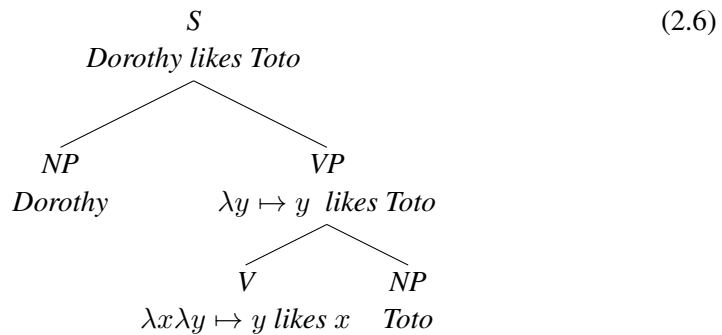 S (2.6)
Dorothy likes Toto
NP VP
Dorothy λy ↦ y likes Toto
V NP
λxλy ↦ y likes x Toto